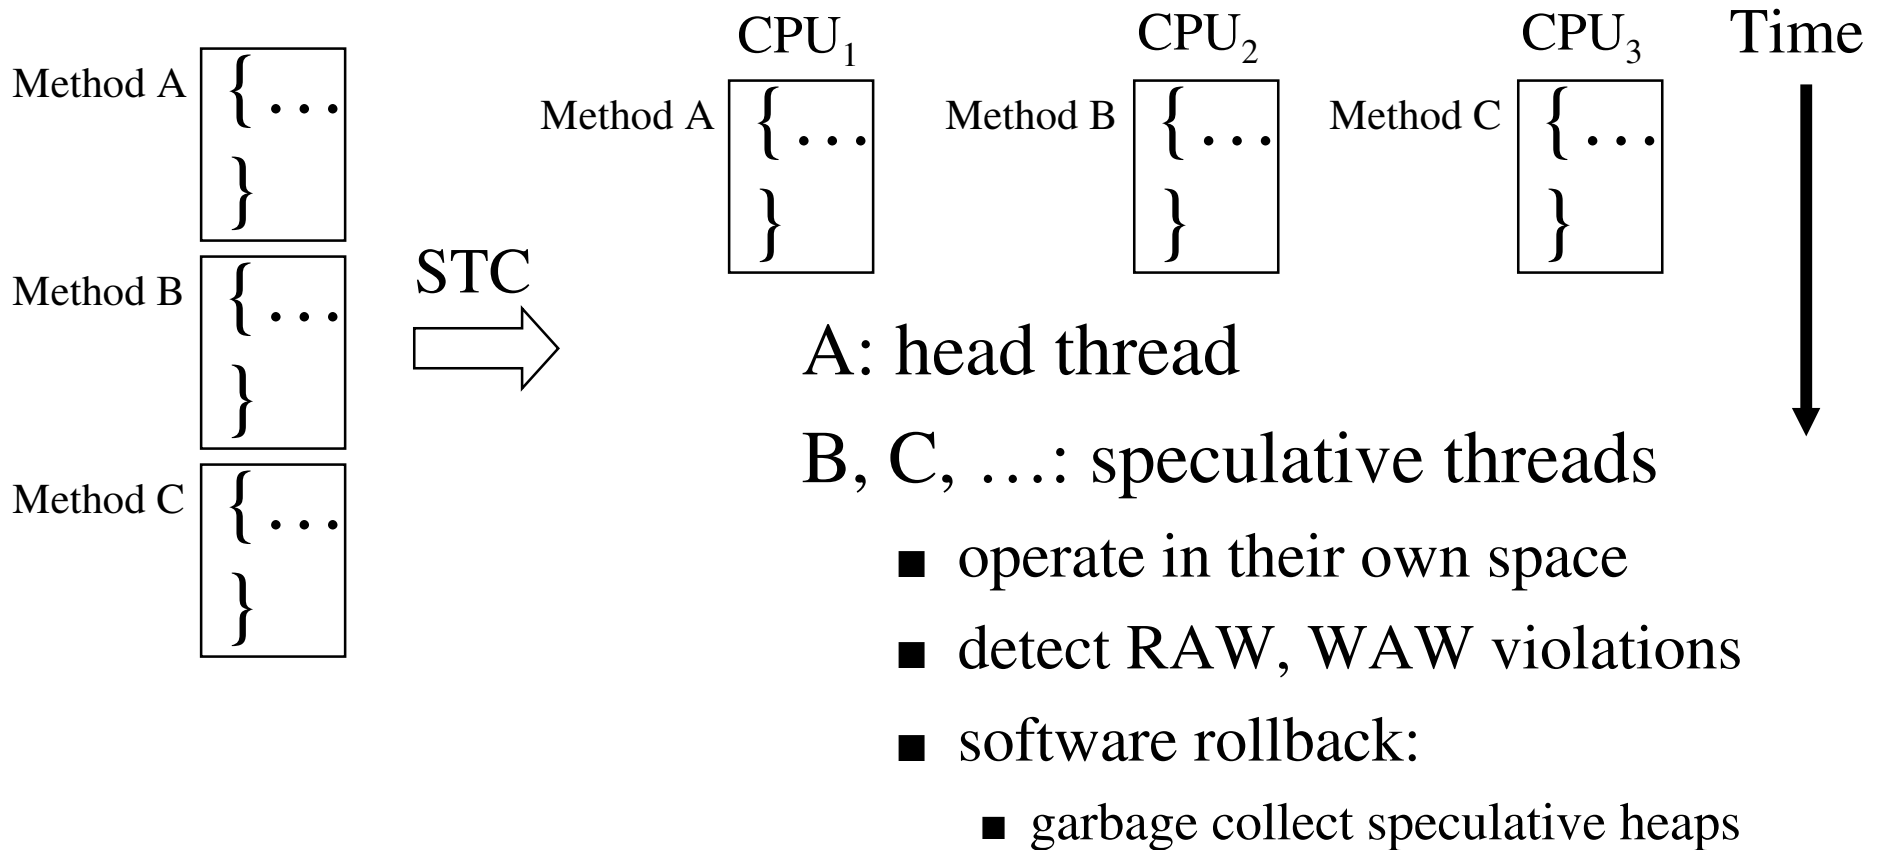 Method A
{…
}
Method B
{…
}
Method C
{…
}
STC
CPU₁
Method A
{…
}
CPU₂
Method B
{…
}
CPU₃
Method C
{…
}
Time
A: head thread
B, C, …: speculative threads
■ operate in their own space
■ detect RAW, WAW violations
■ software rollback:
■ garbage collect speculative heaps